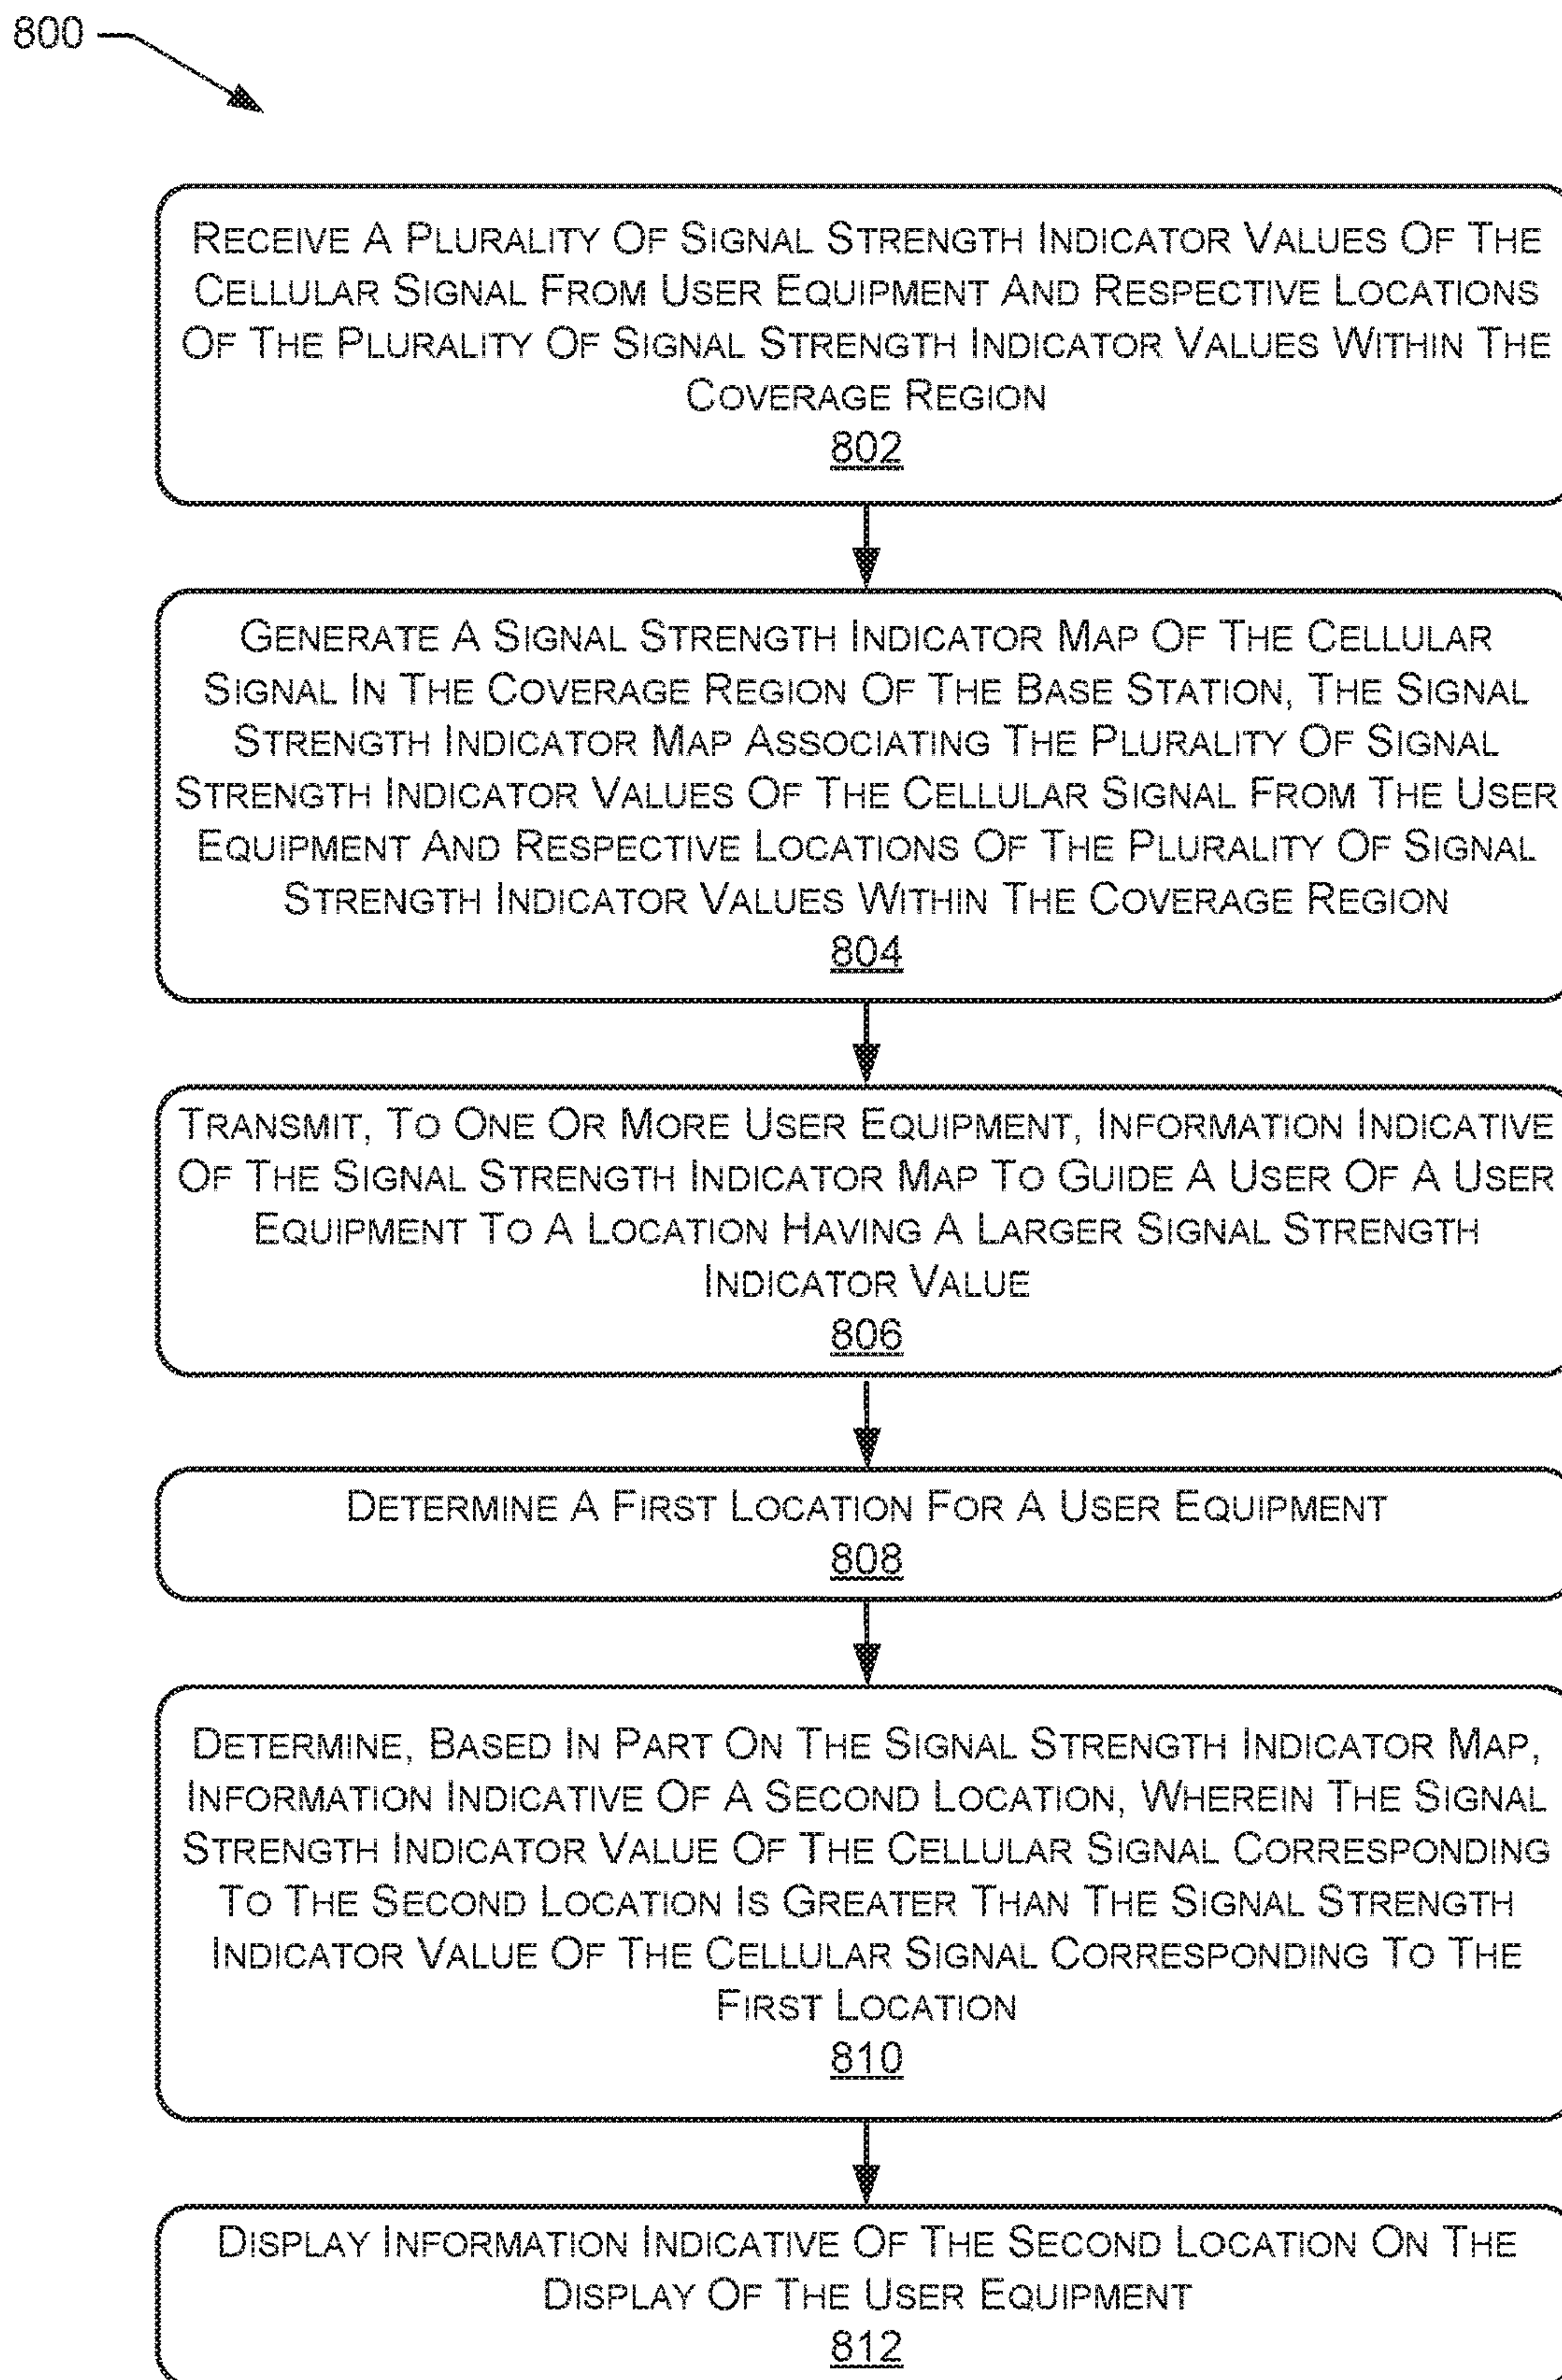 800
RECEIVE A PLURALITY OF SIGNAL STRENGTH INDICATOR VALUES OF THE
CELLULAR SIGNAL FROM USER EQUIPMENT AND RESPECTIVE LOCATIONS
OF THE PLURALITY OF SIGNAL STRENGTH INDICATOR VALUES WITHIN THE
COVERAGE REGION
802
GENERATE A SIGNAL STRENGTH INDICATOR MAP OF THE CELLULAR
SIGNAL IN THE COVERAGE REGION OF THE BASE STATION, THE SIGNAL
STRENGTH INDICATOR MAP ASSOCIATING THE PLURALITY OF SIGNAL
STRENGTH INDICATOR VALUES OF THE CELLULAR SIGNAL FROM THE USER
EQUIPMENT AND RESPECTIVE LOCATIONS OF THE PLURALITY OF SIGNAL
STRENGTH INDICATOR VALUES WITHIN THE COVERAGE REGION
804
TRANSMIT, TO ONE OR MORE USER EQUIPMENT, INFORMATION INDICATIVE
OF THE SIGNAL STRENGTH INDICATOR MAP TO GUIDE A USER OF A USER
EQUIPMENT TO A LOCATION HAVING A LARGER SIGNAL STRENGTH
INDICATOR VALUE
806
DETERMINE A FIRST LOCATION FOR A USER EQUIPMENT
808
DETERMINE, BASED IN PART ON THE SIGNAL STRENGTH INDICATOR MAP,
INFORMATION INDICATIVE OF A SECOND LOCATION, WHEREIN THE SIGNAL
STRENGTH INDICATOR VALUE OF THE CELLULAR SIGNAL CORRESPONDING
TO THE SECOND LOCATION IS GREATER THAN THE SIGNAL STRENGTH
INDICATOR VALUE OF THE CELLULAR SIGNAL CORRESPONDING TO THE
FIRST LOCATION
810
DISPLAY INFORMATION INDICATIVE OF THE SECOND LOCATION ON THE
DISPLAY OF THE USER EQUIPMENT
812